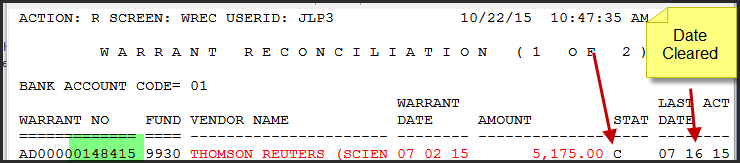 ACTION: R SCREEN: WREC USERID: JLP3 10/22/15 10:47:35 AM
W A R R A N T R E C O N C I L I A T I O N ( 1 O F 2 )
Date
Cleared
BANK ACCOUNT CODE= 01
WARRANT LAST ACT
WARRANT NO FUND VENDOR NAME DATE AMOUNT STAT DATE
============= ==== -------------------- -------- --------------- ---- --------
AD00000148415 9930 THOMSON REUTERS (SCIEN 07 02 15 5,175.00 C 07 16 15